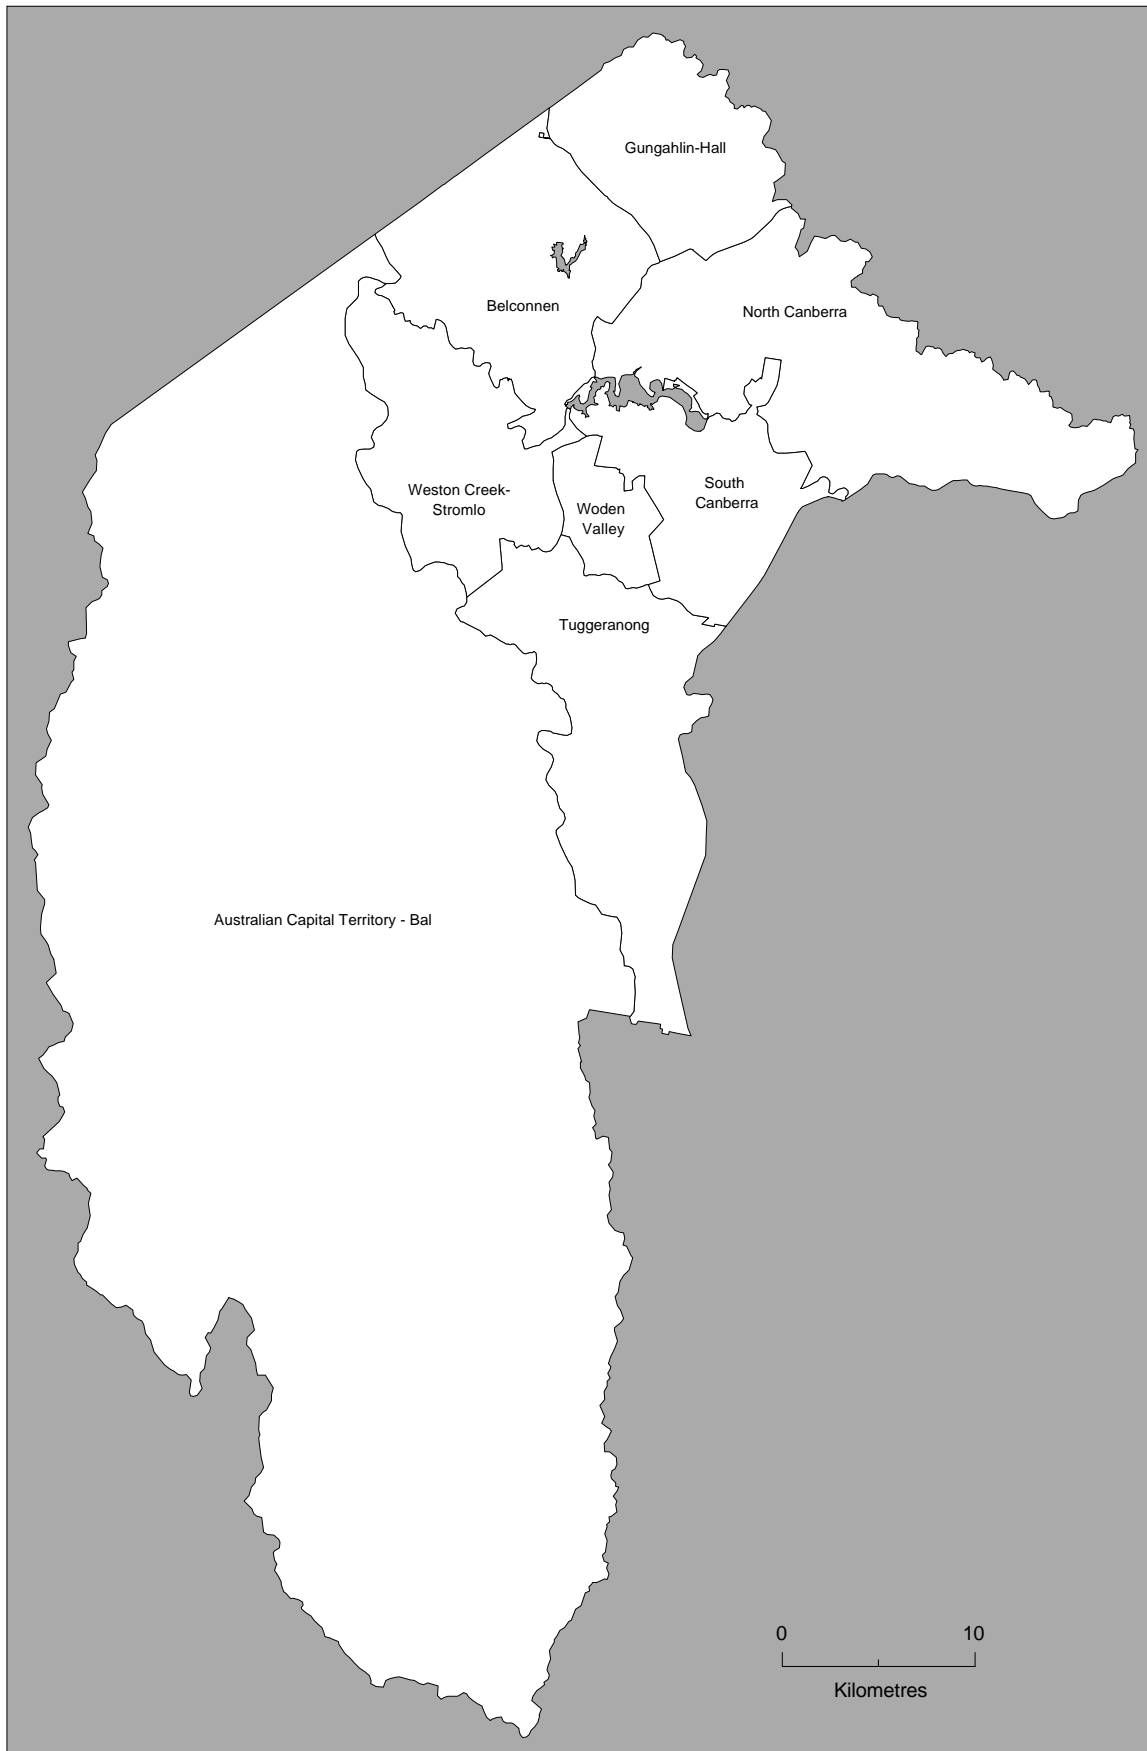 Gungahlin-Hall
Belconnen
North Canberra
Weston Creek-
Stromlo
Woden
Valley
South
Canberra
Tuggeranong
Australian Capital Territory - Bal
0 10
Kilometres